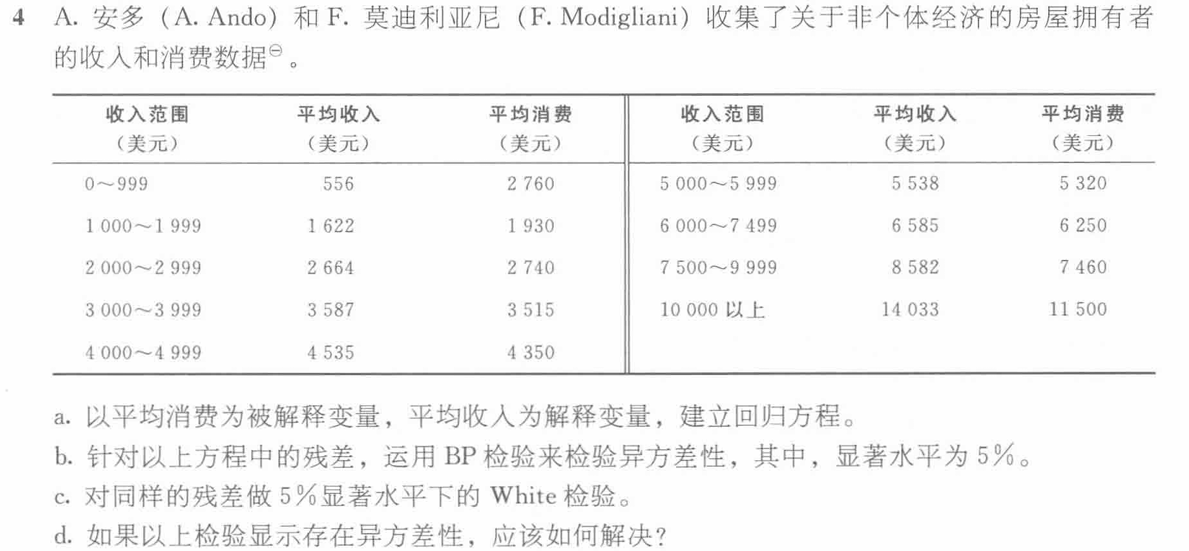 4 A. 安多 (A. Ando) 和 F. 莫迪利亚尼 (F. Modigliani) 收集了关于非个体经济的房屋拥有者
的收入和消费数据㊀。
收入范围 平均收入 平均消费 收入范围 平均收入 平均消费
(美元) (美元) (美元) (美元) (美元) (美元)
0~999 556 2 760 5 000~5 999 5 538 5 320
1 000~1 999 1 622 1 930 6 000~7 499 6 585 6 250
2 000~2 999 2 664 2 740 7 500~9 999 8 582 7 460
3 000~3 999 3 587 3 515 10 000 以上 14 033 11 500
4 000~4 999 4 535 4 350
a. 以平均消费为被解释变量，平均收入为解释变量，建立回归方程。
b. 针对以上方程中的残差，运用 BP 检验来检验异方差性，其中，显著水平为 5%。
c. 对同样的残差做 5%显著水平下的 White 检验。
d. 如果以上检验显示存在异方差性，应该如何解决?